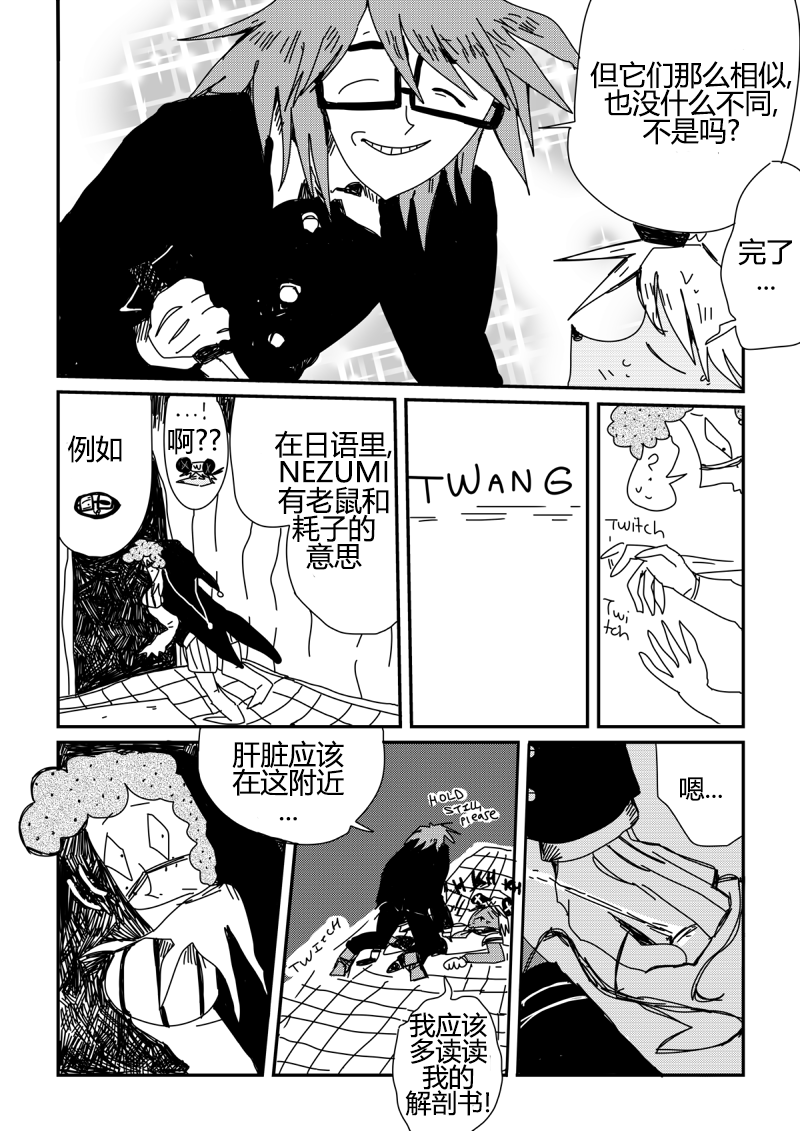 但它们那么相似,
也没什么不同,
不是吗?
完了
...
例如
...!
啊??
在日语里,
NEZUMI
有老鼠和
耗子的
意思
TWANG
?
Twitch
Twi
tch
肝脏应该
在这附近
...
HOLD
STILL,
Please
TWITCH
我应该
多读读
我的
解剖书!
嗯...